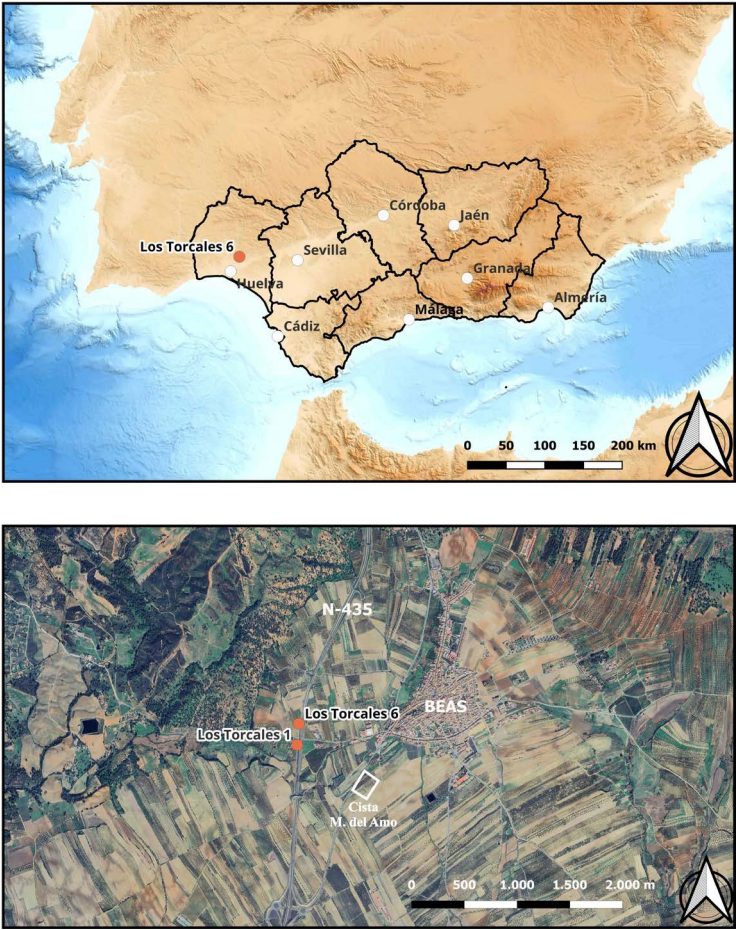 Córdoba
Jaén
Los Torcales 6
Sevilla
Huelva
Granada
Almería
Málaga
Cádiz
0 50 100 150 200 km
N-435
Los Torcales 6
BEAS
Los Torcales 1
Cista
M. del Amo
0 500 1.000 1.500 2.000 m